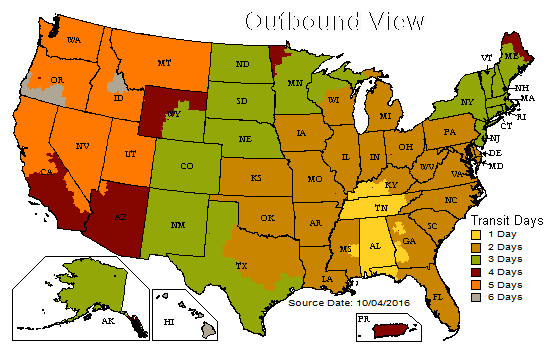 Outbound View
WA
MT
ND
MN
ME
VT
OR
ID
SD
WI
NY
NH
MA
WY
MI
RI
CT
NE
IA
PA
NJ
NV
UT
IL
IN
OH
DE
CO
MD
CA
KS
MO
WV
VA
KY
NC
AZ
NM
OK
TN
AR
SC
Transit Days
1 Day
2 Days
3 Days
4 Days
5 Days
6 Days
TX
MS
AL
GA
LA
FL
Source Date: 10/04/2016
AK
HI
PR